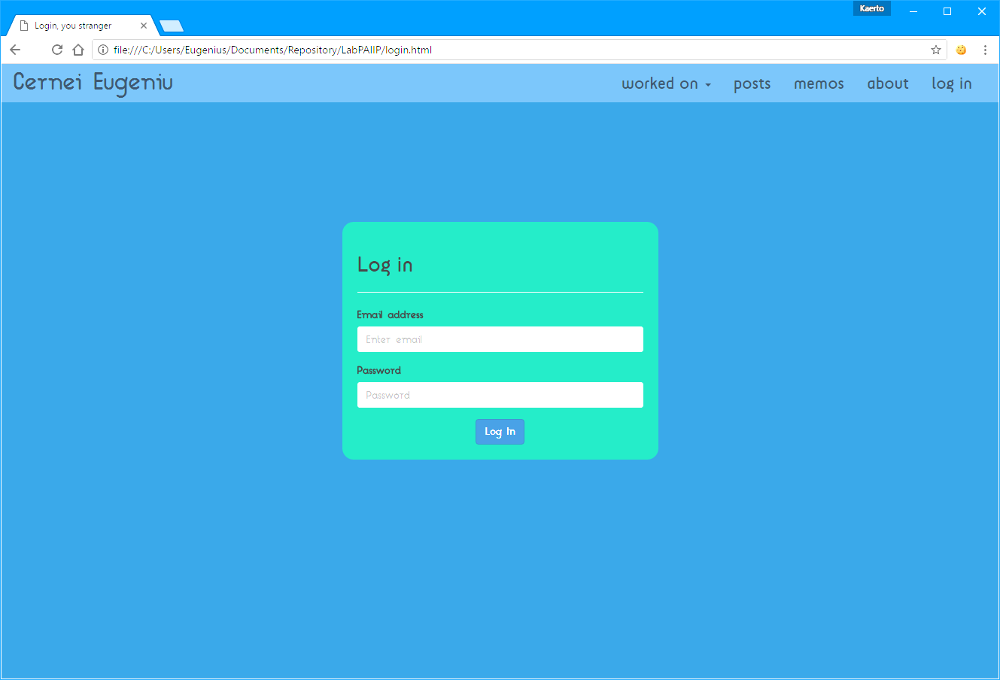 Kaerto
Login, you stranger
file:///C:/Users/Eugenius/Documents/Repository/LabPAIIP/login.html
Cernei Eugeniu
worked on
posts
memos
about
log in
Log in
Email address
Enter email
Password
Password
Log In